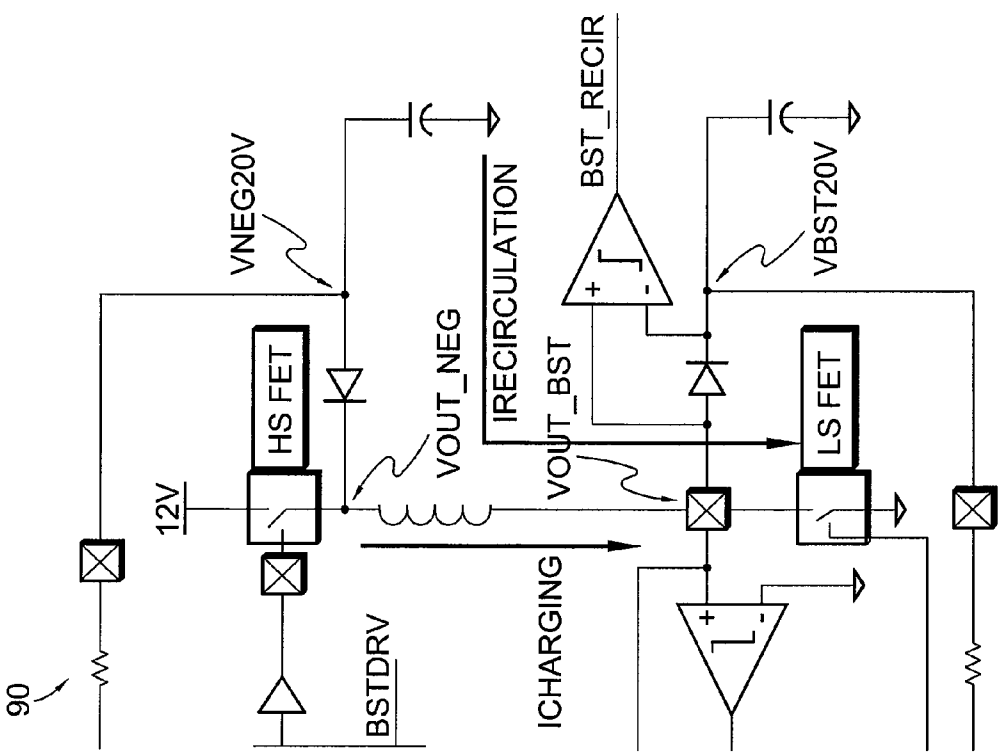 BST_RECIR
VNEG20V
IRECIRCULATION
VBST20V
+
-
HS FET
VOUT_NEG
VOUT_BST
LS FET
12V
ICHARGING
+
-
90
BSTDRV